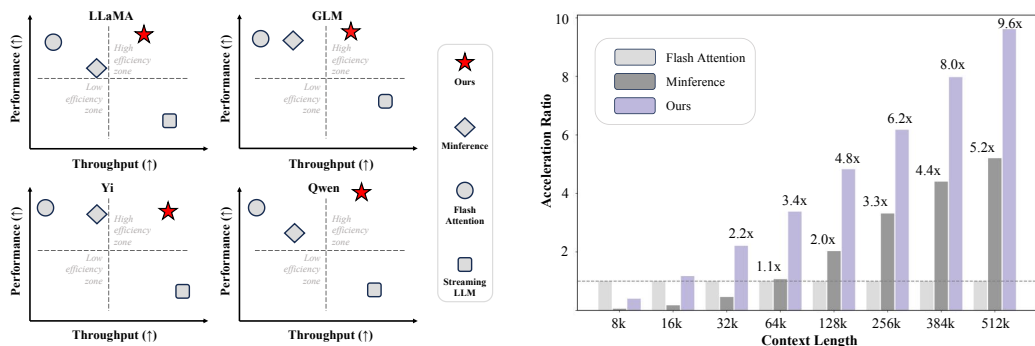 LLaMA
Performance (↑)
High
efficiency
zone
Low
efficiency
zone
Throughput (↑)
GLM
Performance (↑)
High
efficiency
zone
Low
efficiency
zone
Throughput (↑)
Yi
Performance (↑)
High
efficiency
zone
Low
efficiency
zone
Throughput (↑)
Qwen
Performance (↑)
High
efficiency
zone
Low
efficiency
zone
Throughput (↑)
Ours
Minference
Flash
Attention
Streaming
LLM
Acceleration Ratio
10
8
6
4
2
Flash Attention
Minference
Ours
2.2x
1.1x
3.4x
2.0x
4.8x
3.3x
6.2x
4.4x
8.0x
5.2x
9.6x
8k 16k 32k 64k 128k 256k 384k 512k
Context Length